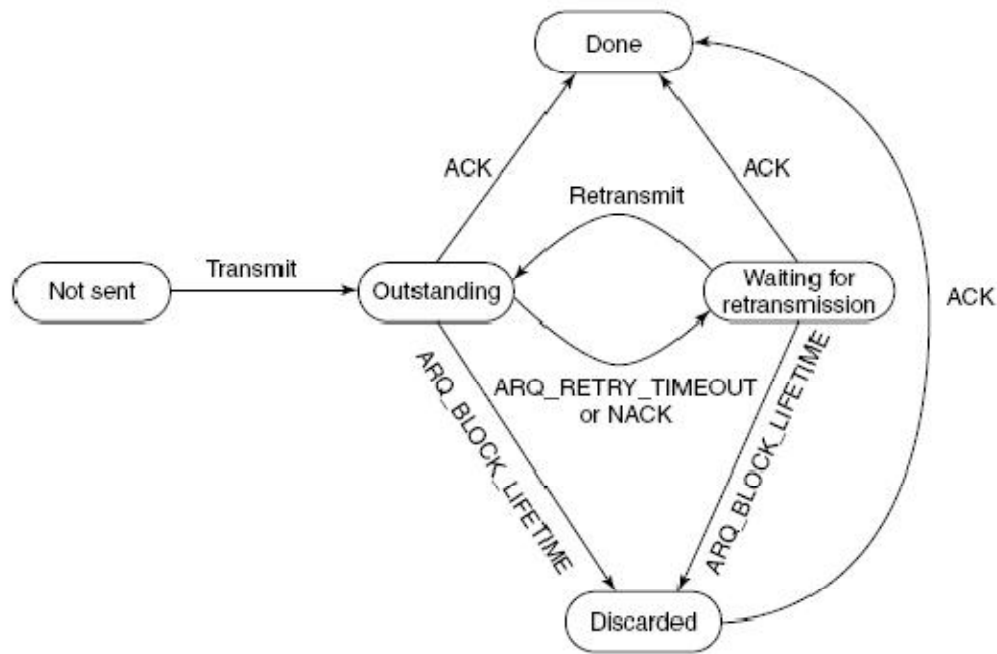 Done
ACK
ACK
Retransmit
Transmit
Not sent
Outstanding
Waiting for
retransmission
ACK
ARQ_RETRY_TIMEOUT
or NACK
ARQ_BLOCK_LIFETIME
ARQ_BLOCK_LIFETIME
Discarded